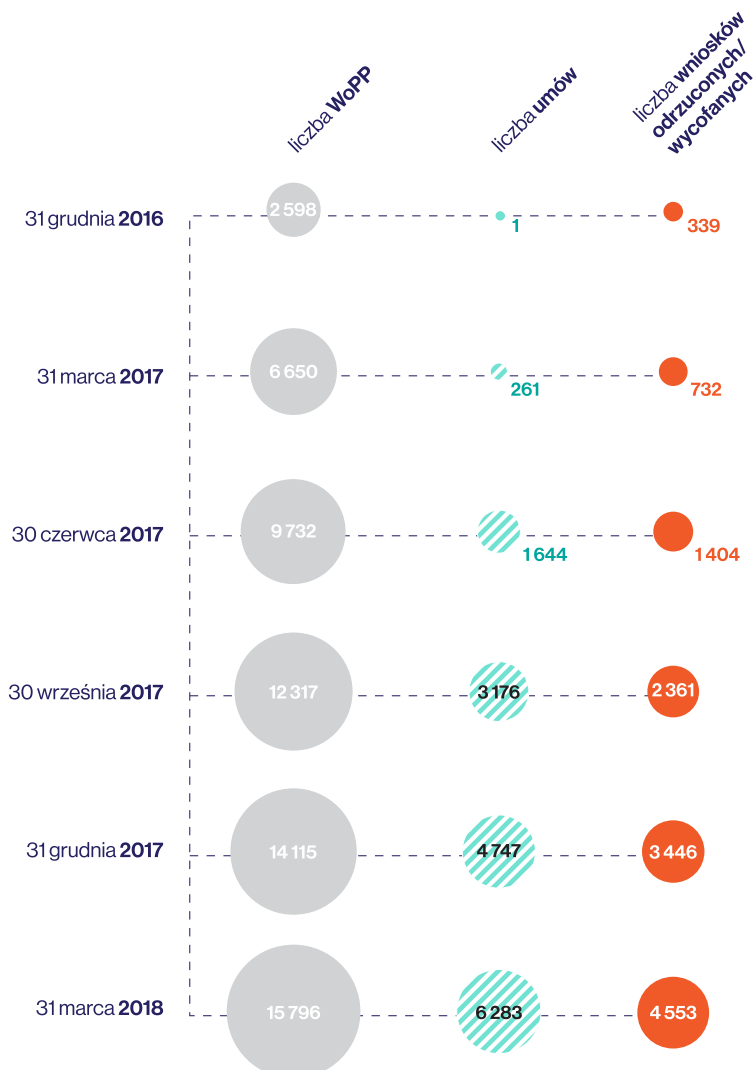 liczba WoPP
liczba umów
liczba wniosków
odrzuconych/
wycofanych
31 grudnia 2016
2 598
1
339
31 marca 2017
6 650
261
732
30 czerwca 2017
9 732
1 644
1 404
30 września 2017
12 317
3 176
2 361
31 grudnia 2017
14 115
4 747
3 446
31 marca 2018
15 796
6 283
4 553